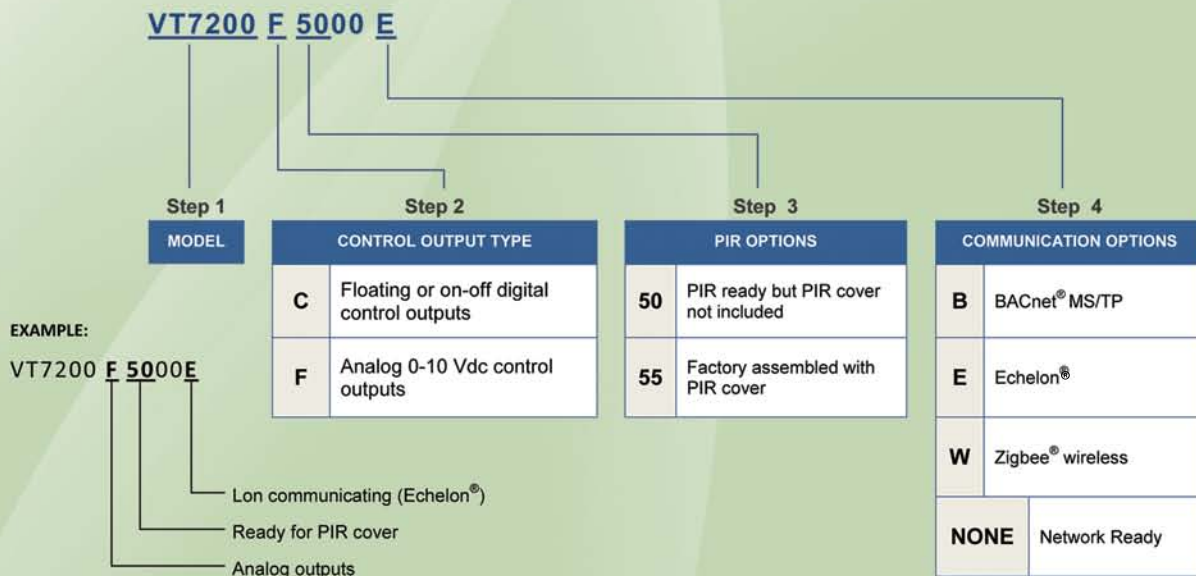 VT7200 F 5000 E
Step 1
MODEL
Step 2
CONTROL OUTPUT TYPE
C Floating or on-off digital
control outputs
F Analog 0-10 Vdc control
outputs
Step 3
PIR OPTIONS
50 PIR ready but PIR cover
not included
55 Factory assembled with
PIR cover
Step 4
COMMUNICATION OPTIONS
B BACnet® MS/TP
E Echelon®
W Zigbee® wireless
NONE Network Ready
EXAMPLE:
VT7200 F 5000E
Lon communicating (Echelon®)
Ready for PIR cover
Analog outputs